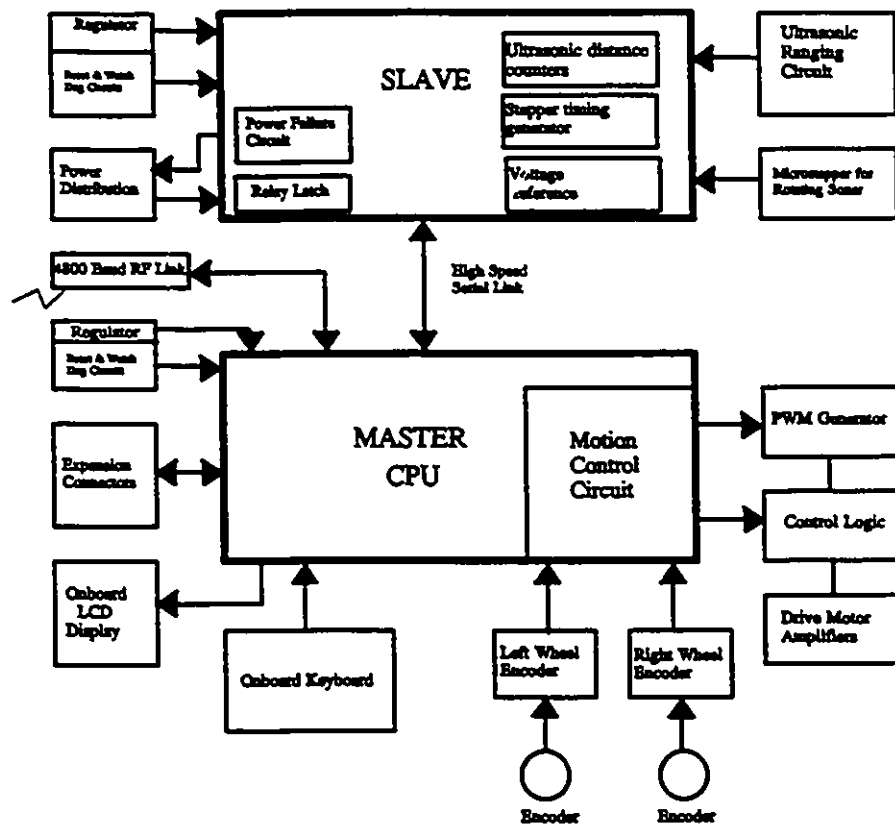 Regulator
Reset & Watch
Dog Circuits
Power
Distribution
SLAVE
Power Failure
Circuit
Relay Latch
Ultrasonic distance
counters
Stepper timing
generator
Voltage
reference
Ultrasonic
Ranging
Circuit
Microstepper for
Rotating Sonar
4800 Baud RF Link
High Speed
Serial Link
Regulator
Reset & Watch
Dog Circuits
Expansion
Connectors
Onboard
LCD
Display
MASTER
CPU
Motion
Control
Circuit
PWM Generator
Control Logic
Drive Motor
Amplifiers
Onboard Keyboard
Left Wheel
Encoder
Right Wheel
Encoder
Encoder
Encoder